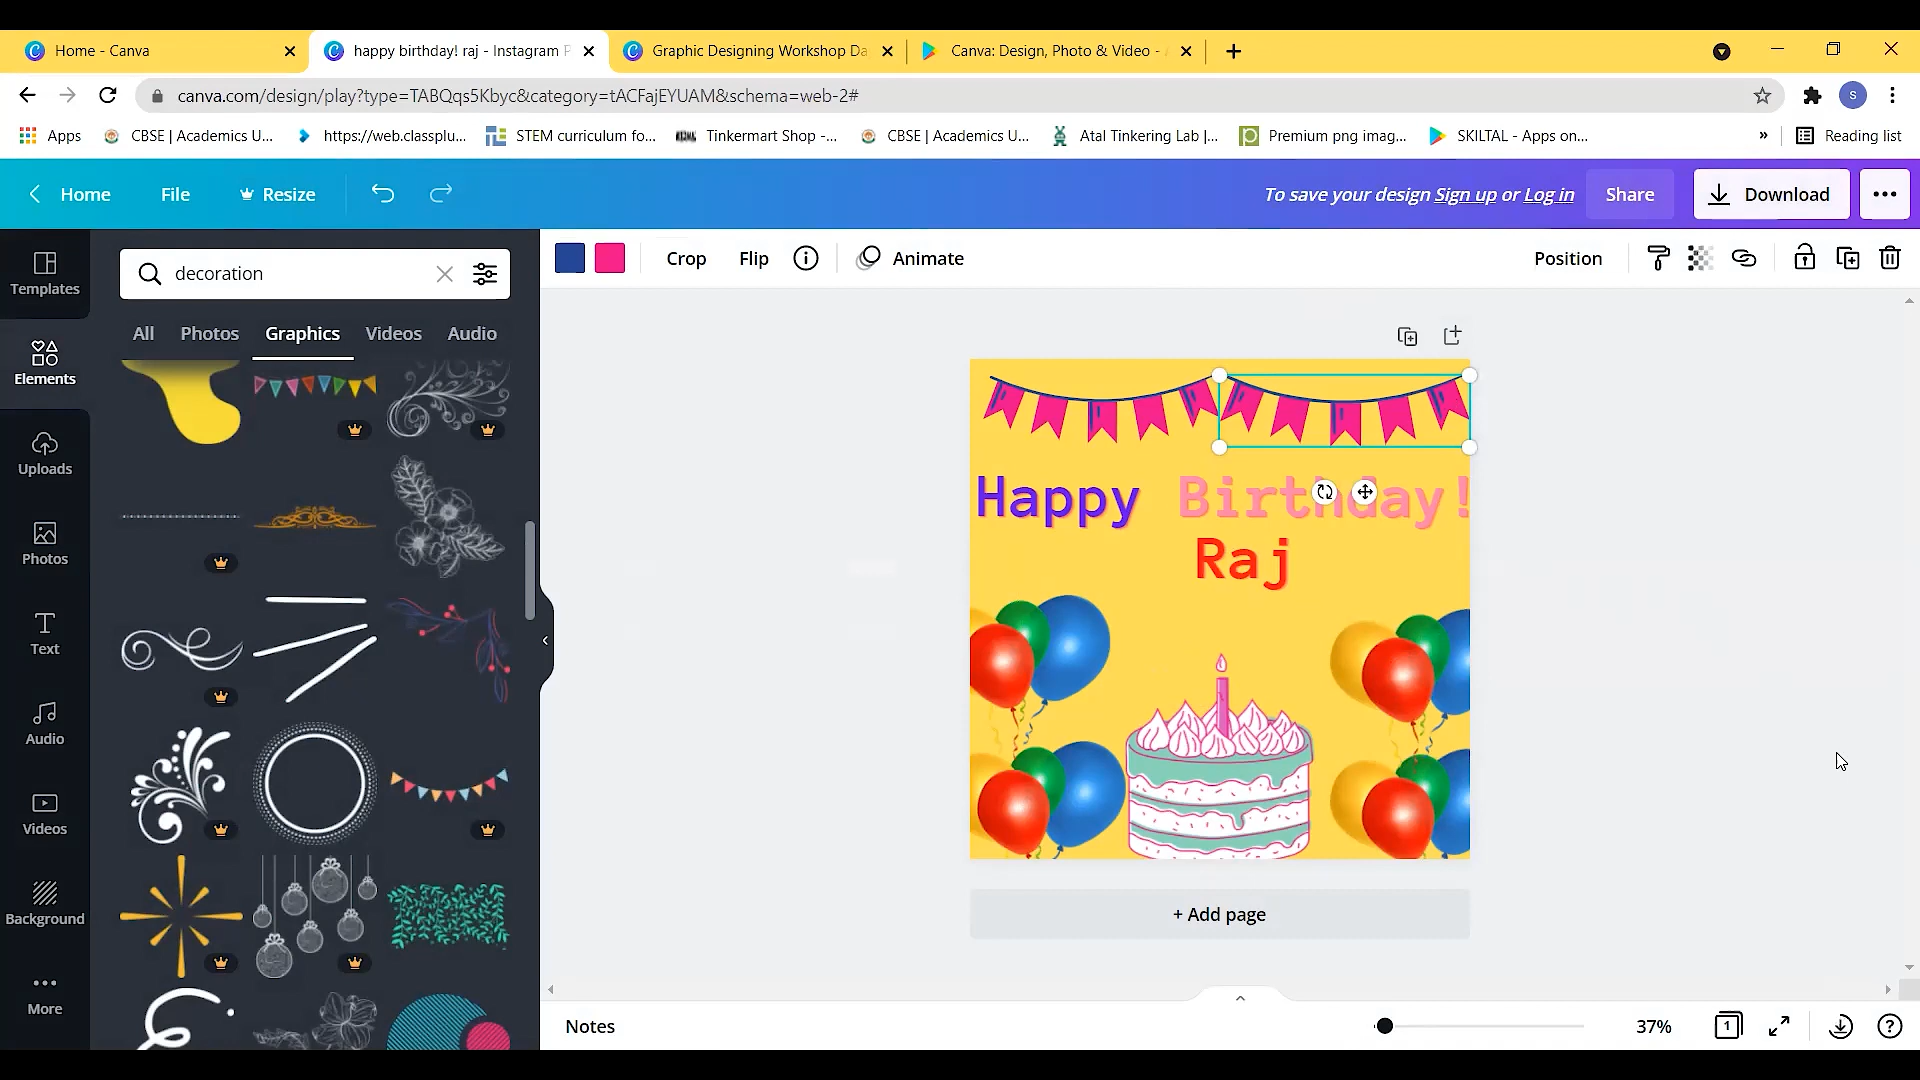 Home - Canva
happy birthday! raj - Instagram P
Graphic Designing Workshop Da
Canva: Design, Photo & Video -
canva.com/design/play?type=TABQqs5Kbyc&category=tACFajEYUAM&schema=web-2#
S
Apps
CBSE | Academics U...
https://web.classplu...
STEM curriculum fo...
Tinkermart Shop -...
CBSE | Academics U...
Atal Tinkering Lab |...
Premium png imag...
SKILTAL - Apps on...
»
Reading list
Home
File
Resize
To save your design Sign up or Log in
Share
Download
Templates
Elements
Uploads
Photos
Text
Audio
Videos
Background
More
decoration
All
Photos
Graphics
Videos
Audio
Crop
Flip
Animate
Position
Happy Birthday!
Raj
+ Add page
Notes
37%
1